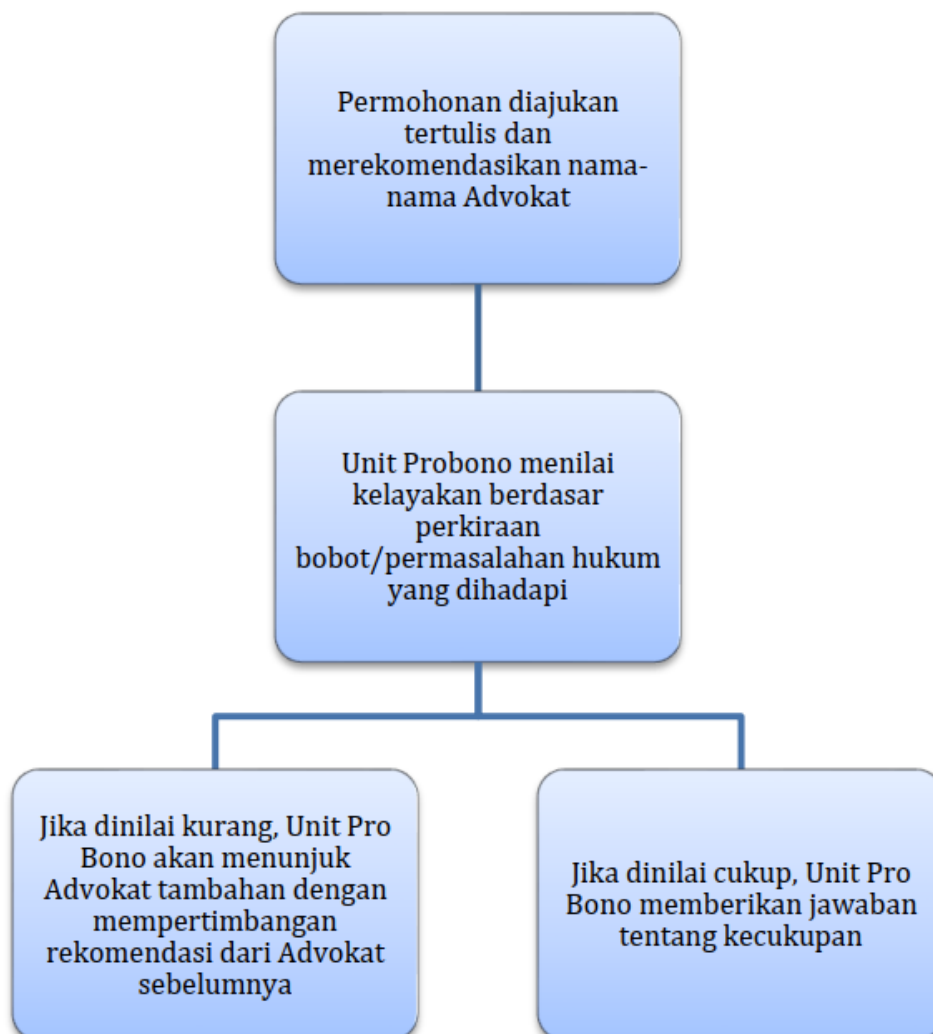 Permohonan diajukan
tertulis dan
merekomendasikan nama-
nama Advokat
Unit Probono menilai
kelayakan berdasar
perkiraan
bobot/permasalahan hukum
yang dihadapi
Jika dinilai kurang, Unit Pro
Bono akan menunjuk
Advokat tambahan dengan
mempertimbangan
rekomendasi dari Advokat
sebelumnya
Jika dinilai cukup, Unit Pro
Bono memberikan jawaban
tentang kecukupan